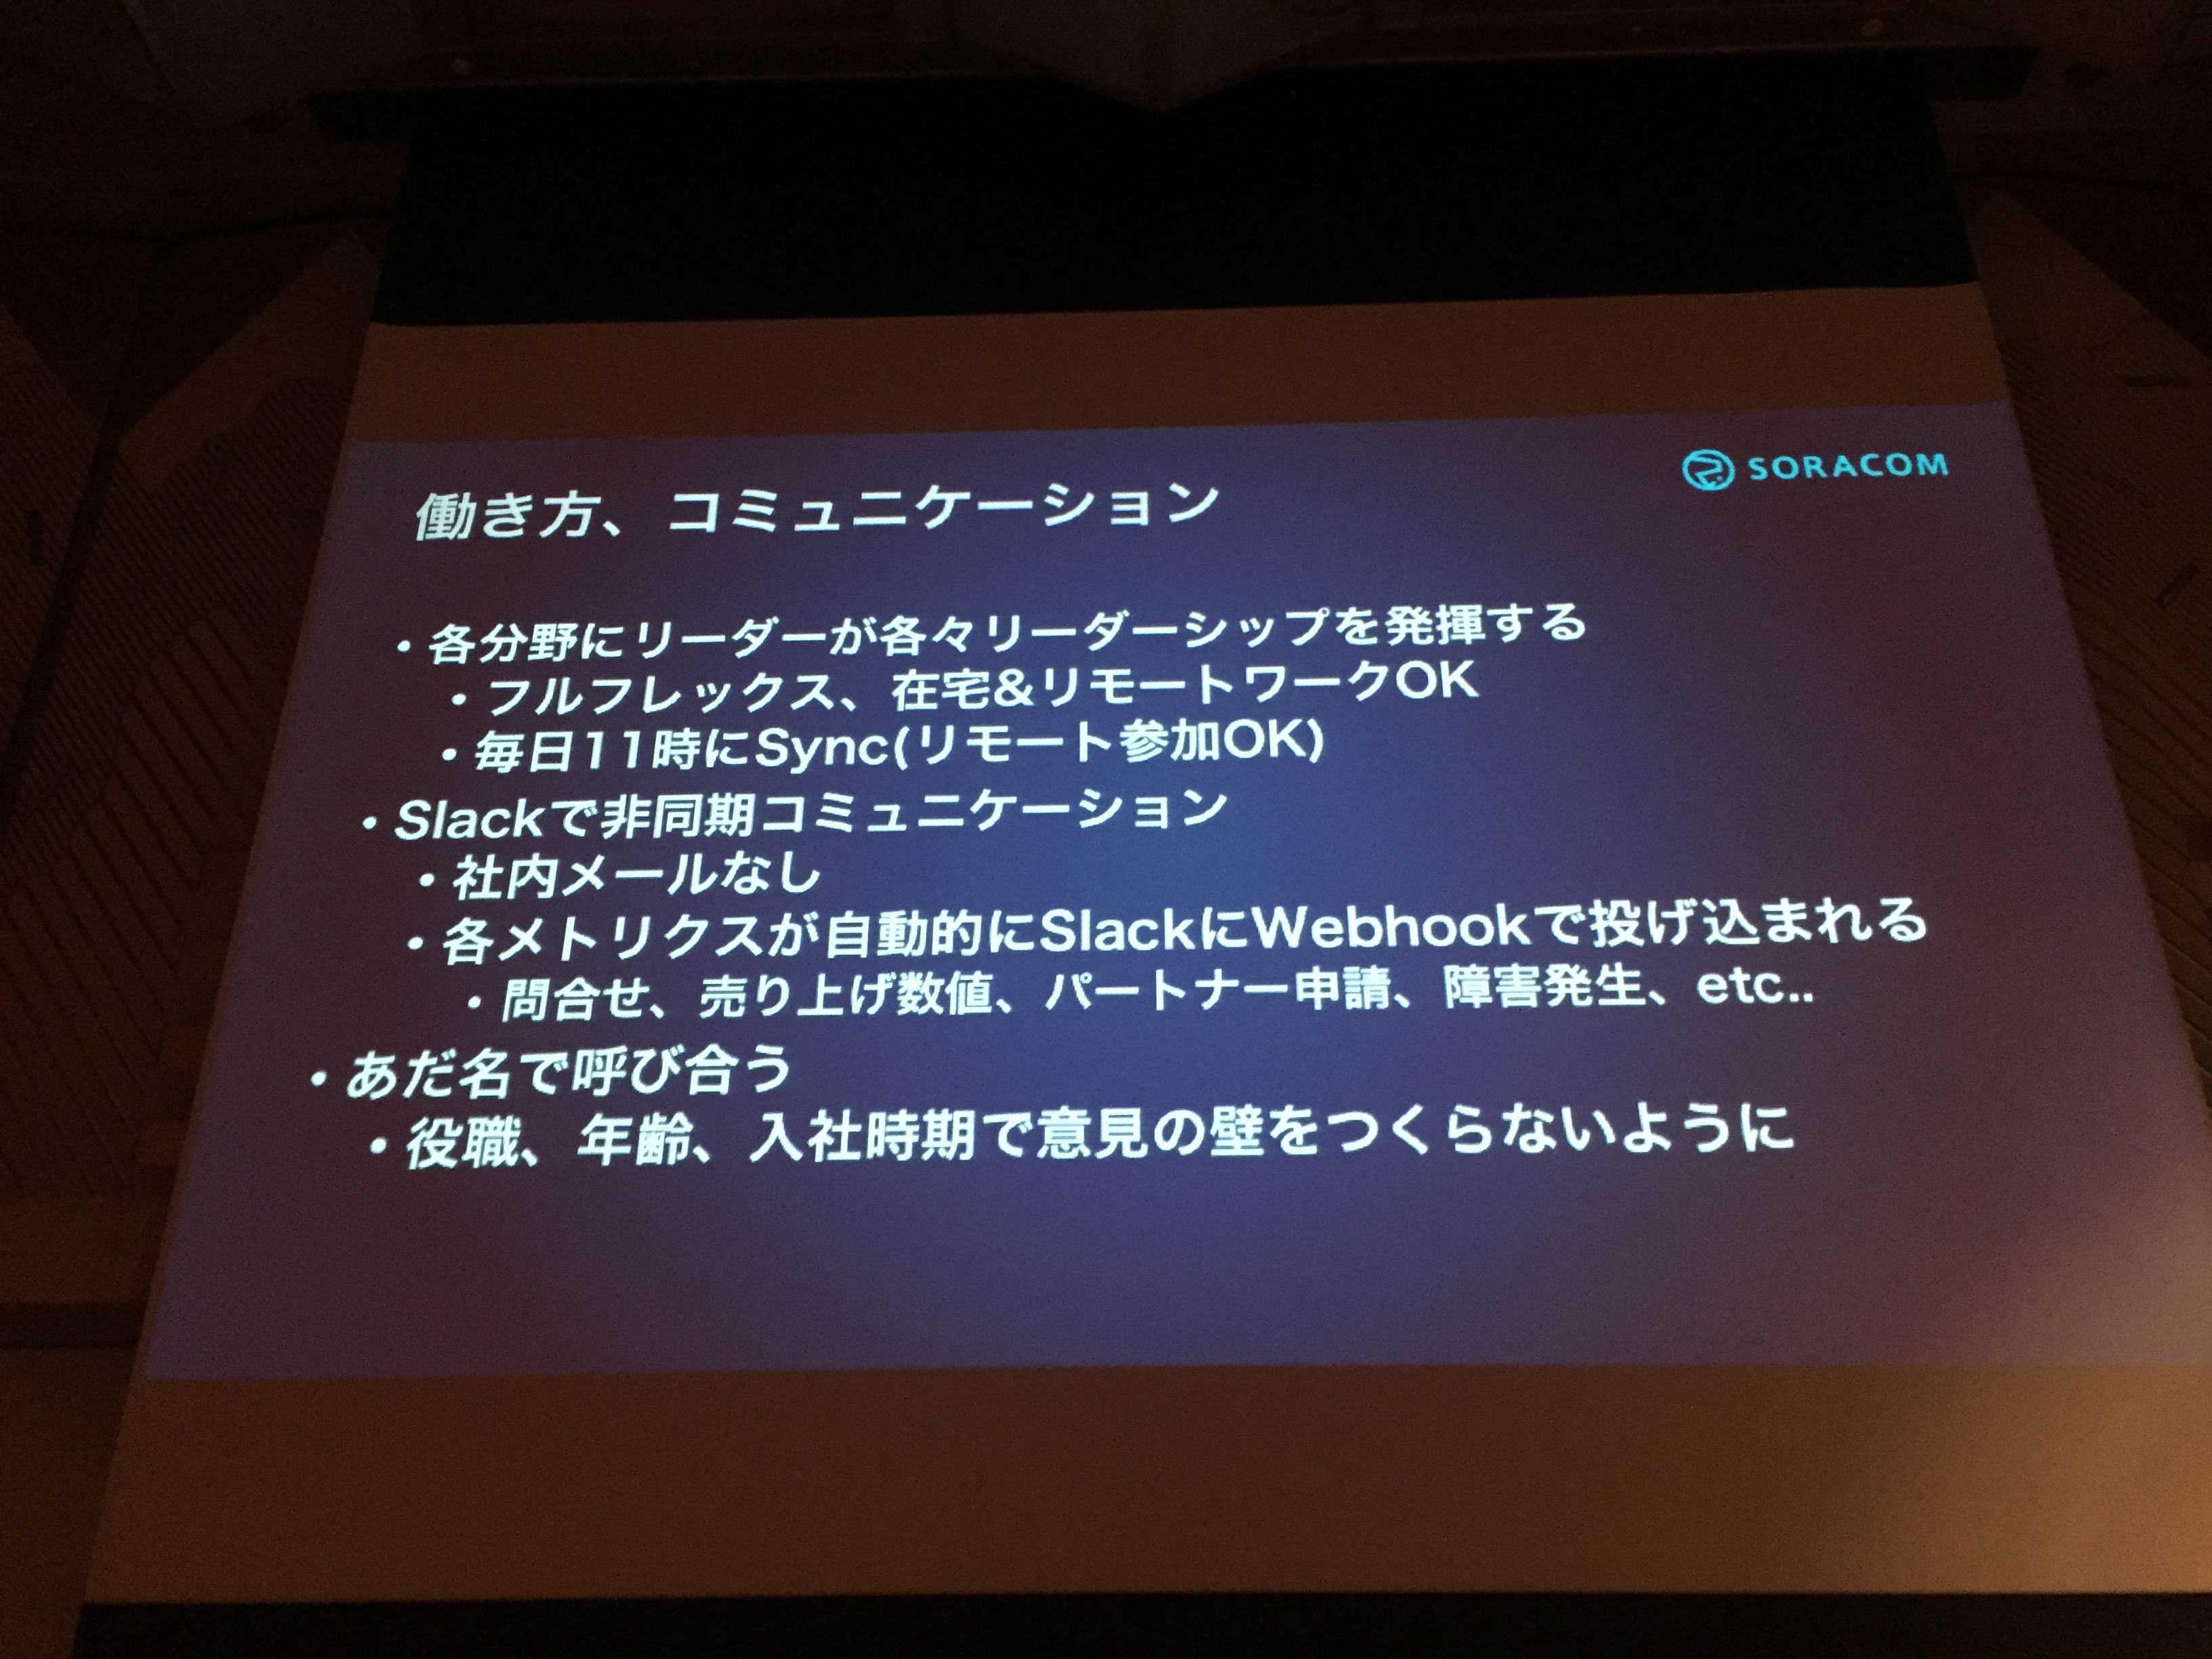 SORACOM
働き方、コミュニケーション
・各分野にリーダーが各々リーダーシップを発揮する
・フルフレックス、在宅&リモートワークOK
・毎日11時にSync(リモート参加OK)
・Slackで非同期コミュニケーション
・社内メールなし
・各メトリクスが自動的にSlackにWebhookで投げ込まれる
・問合せ、売り上げ数値、パートナー申請、障害発生、etc..
・あだ名で呼び合う
・役職、年齢、入社時期で意見の壁をつくらないように